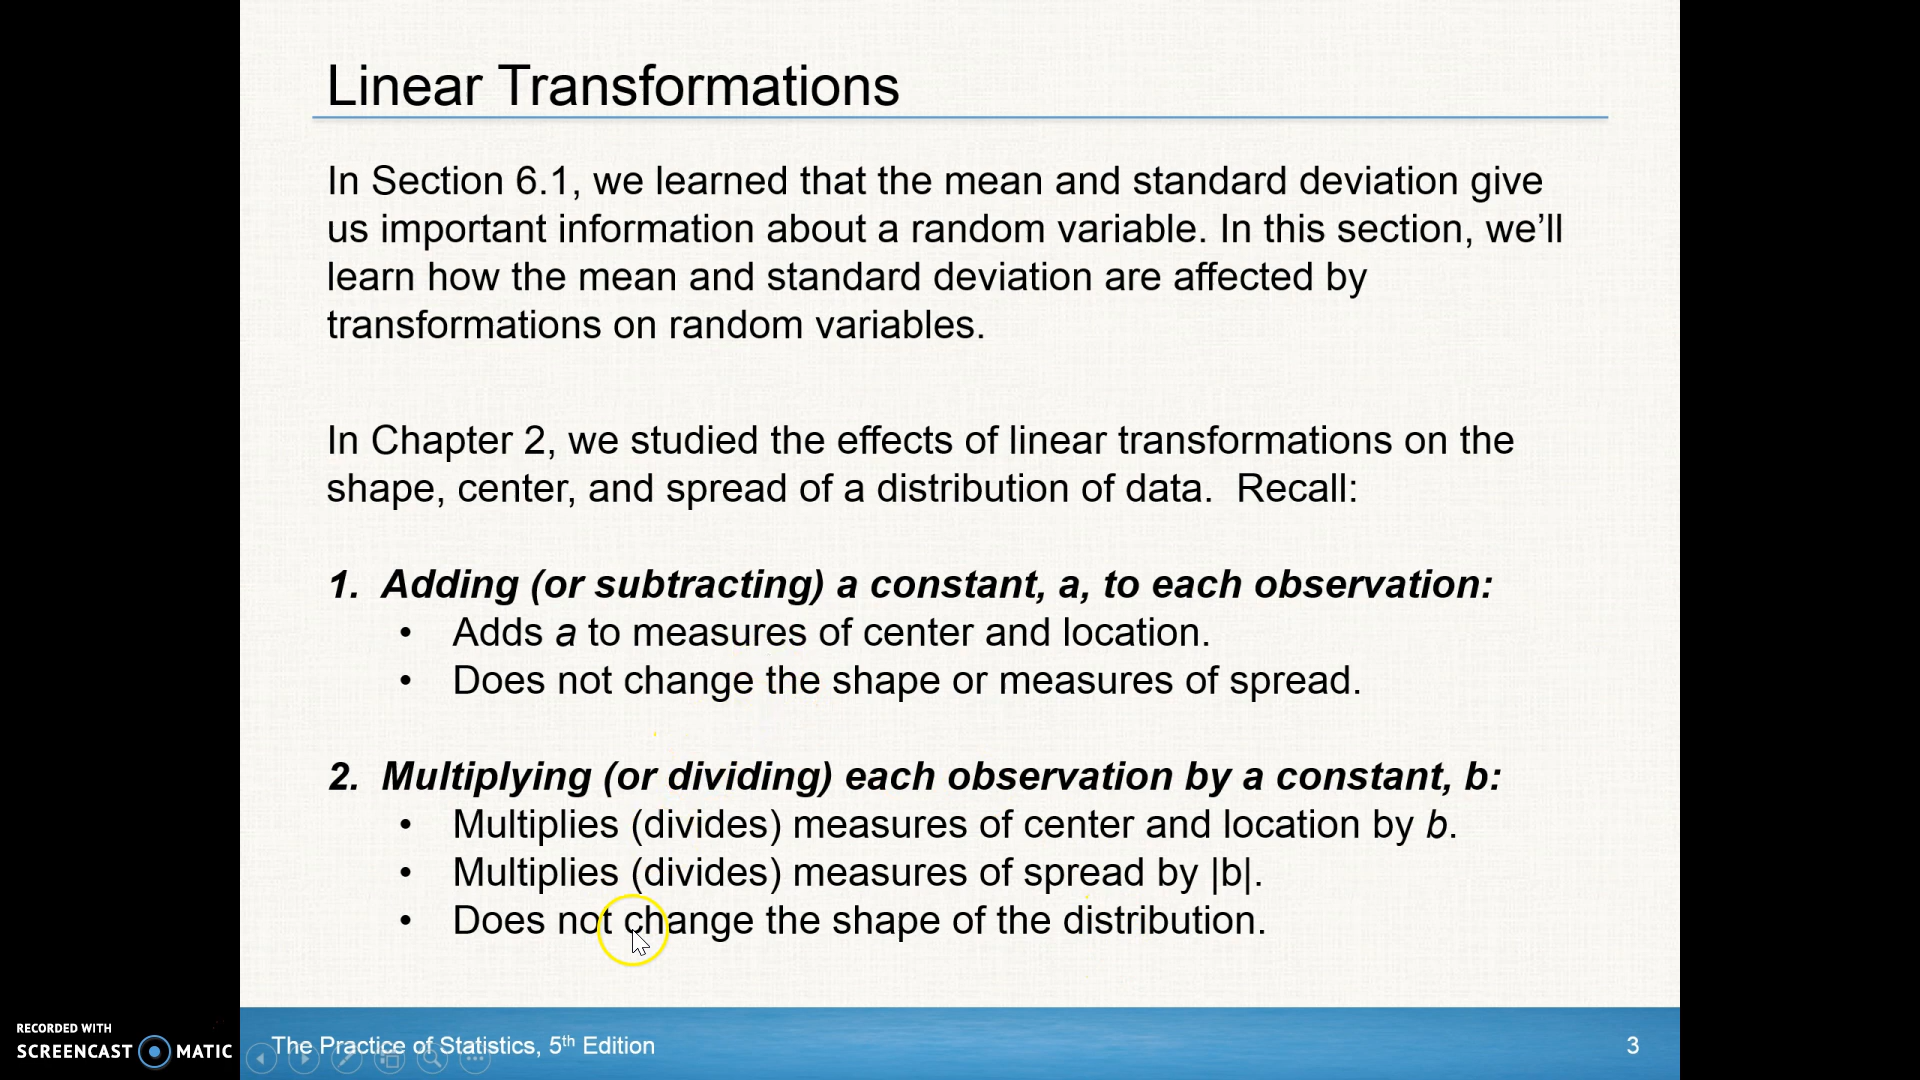 Linear Transformations
In Section 6.1, we learned that the mean and standard deviation give
us important information about a random variable. In this section, we’ll
learn how the mean and standard deviation are affected by
transformations on random variables.
In Chapter 2, we studied the effects of linear transformations on the
shape, center, and spread of a distribution of data.  Recall:
1. Adding (or subtracting) a constant, a, to each observation:
• Adds a to measures of center and location.
• Does not change the shape or measures of spread.
2. Multiplying (or dividing) each observation by a constant, b:
• Multiplies (divides) measures of center and location by b.
• Multiplies (divides) measures of spread by |b|.
• Does not change the shape of the distribution.
RECORDED WITH
SCREENCAST MATIC
The Practice of Statistics, 5th Edition
3